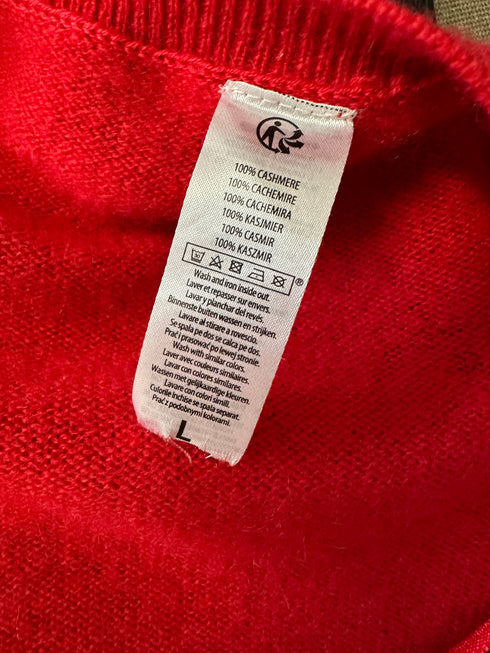 100% CASHMERE
100% CACHEMIRE
100% CACHEMIRA
100% KASJMIER
100% CASMIR
100% KASZMIR
®
Wash and iron inside out.
Laver et repasser sur envers.
Lavar y planchar del revés.
Binnenste buiten wassen en strijken.
Lavare al stirare a rovescio.
Se spala pe dos se calca pe dos.
Prać i prasować po lewej stronie.
Wash with similar colors.
Laver avec couleurs similaires.
Lavar con colores similares.
Wassen met gelijkaardige kleuren.
Lavare con colori simili.
Culorile inchise se spala separat.
Prać z podobnymi kolorami.
L